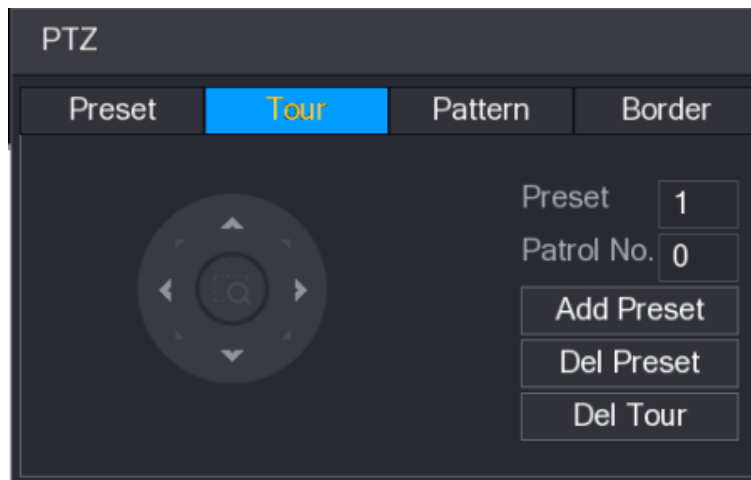 PTZ
Preset Tour Pattern Border
Preset 1
Patrol No. 0
Add Preset
Del Preset
Del Tour